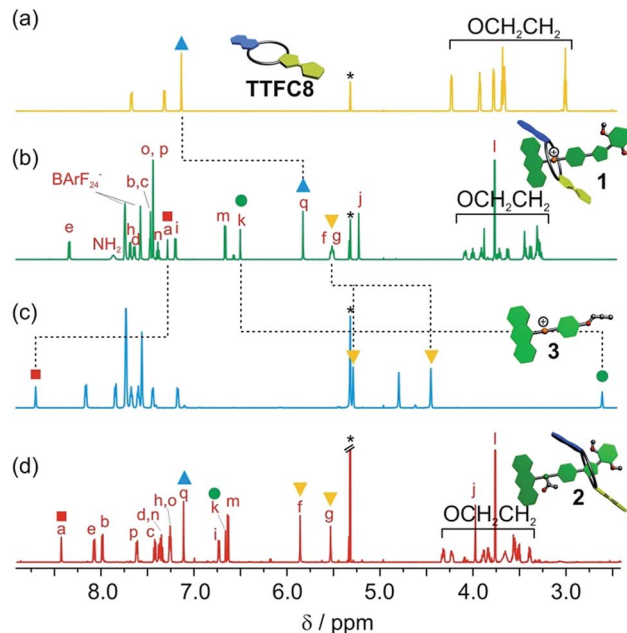 (a)
OCH₂CH₂
TTFC8
*
(b)
o, p
l
BArF₂₄⁻
b,c
1
OCH₂CH₂
e
NH₂
h
d
n
a
i
m
k
q
f
g
*
j
(c)
*
3
(d)
*
l
2
OCH₂CH₂
a
e
b
p
c
d,n
h,o
q
i
k
m
f
g
j
8.0 7.0 6.0 5.0 4.0 3.0
δ / ppm